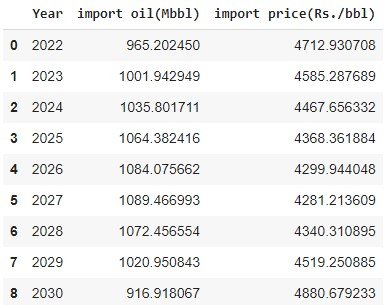 Year import oil(Mbbl) import price(Rs./bbl)
0 2022 965.202450 4712.930708
1 2023 1001.942949 4585.287689
2 2024 1035.801711 4467.656332
3 2025 1064.382416 4368.361884
4 2026 1084.075662 4299.944048
5 2027 1089.466993 4281.213609
6 2028 1072.456554 4340.310895
7 2029 1020.950843 4519.250885
8 2030 916.918067 4880.679233